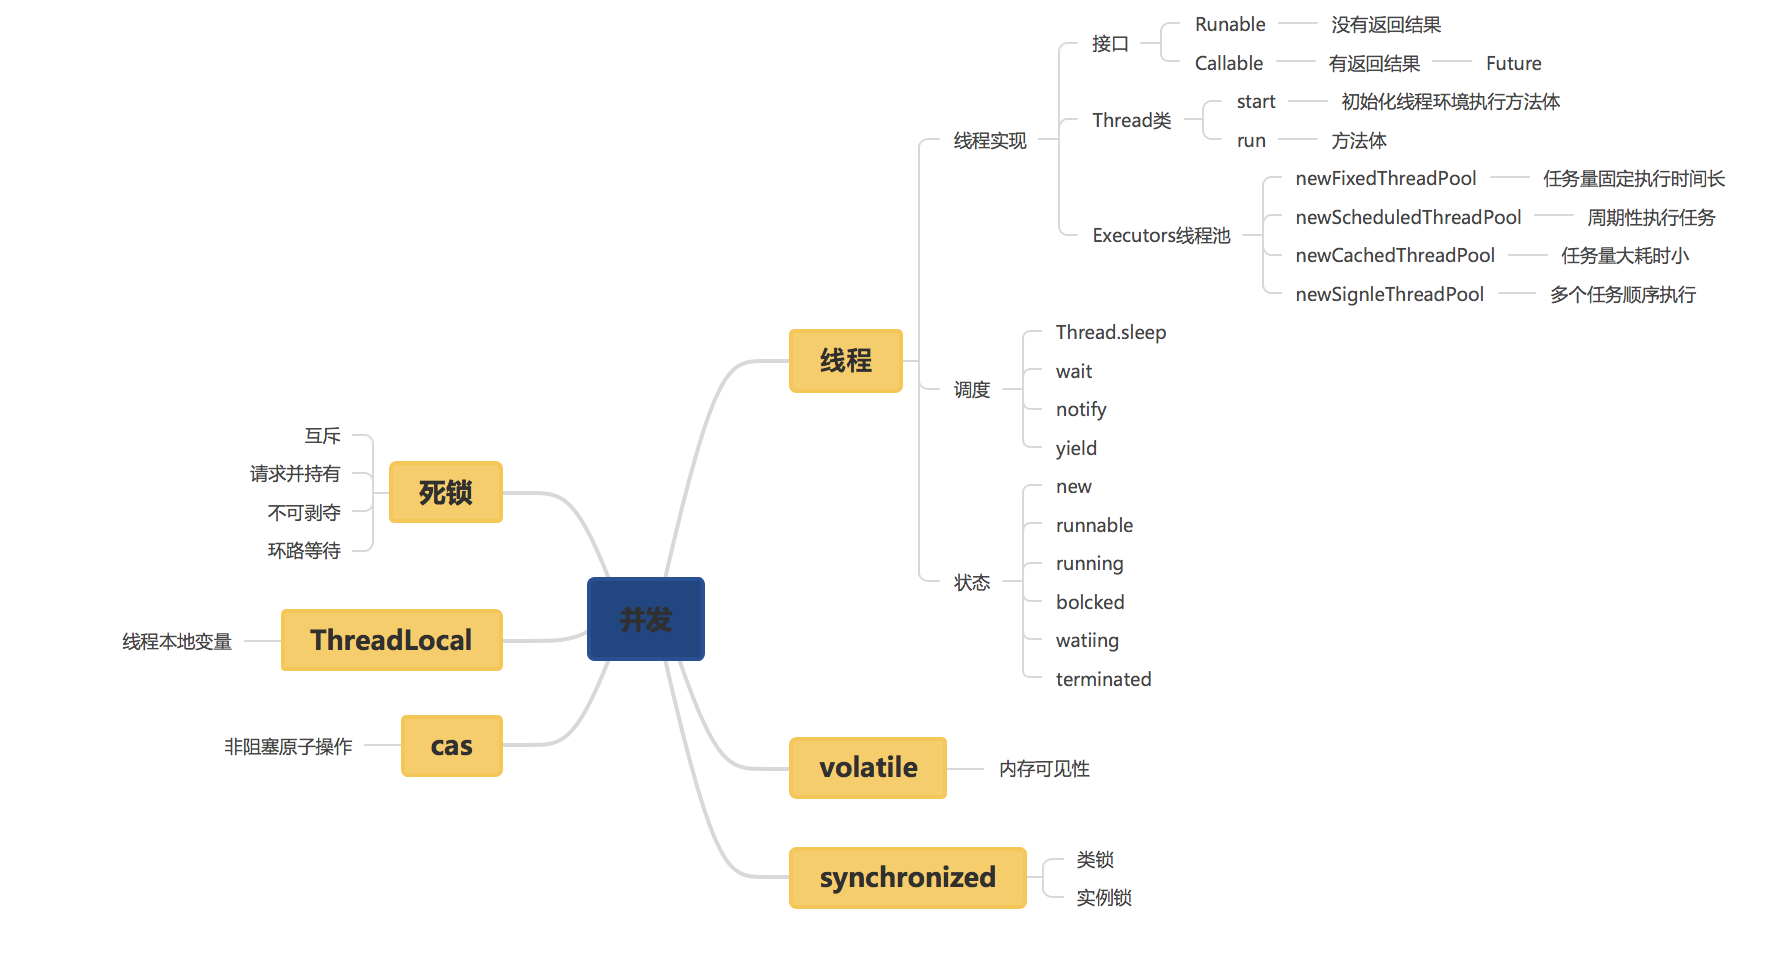 并发
线程
线程实现
接口
Runable
没有返回结果
Callable
有返回结果
Future
Thread类
start
初始化线程环境执行方法体
run
方法体
Executors线程池
newFixedThreadPool
任务量固定执行时间长
newScheduledThreadPool
周期性执行任务
newCachedThreadPool
任务量大耗时小
newSignleThreadPool
多个任务顺序执行
调度
Thread.sleep
wait
notify
yield
状态
new
runnable
running
bolcked
watiing
terminated
volatile
内存可见性
synchronized
类锁
实例锁
死锁
互斥
请求并持有
不可剥夺
环路等待
ThreadLocal
线程本地变量
cas
非阻塞原子操作